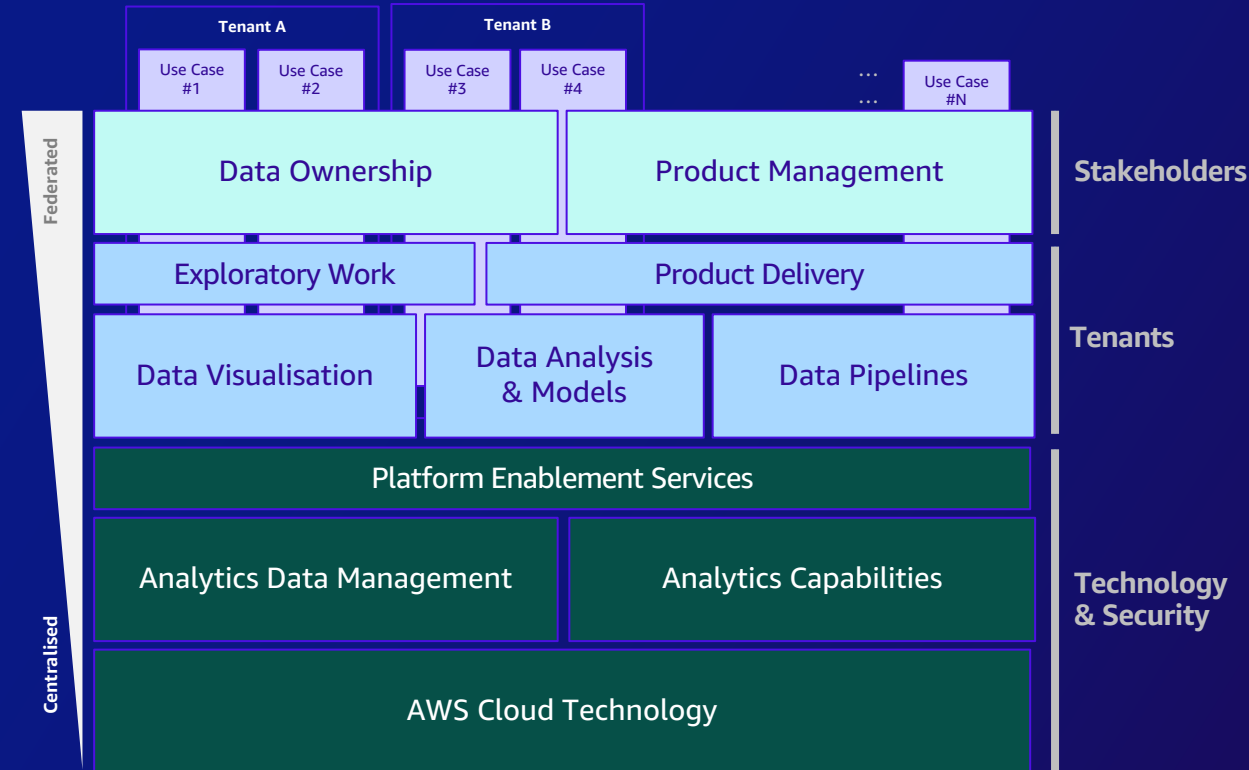 Tenant A
Tenant B
Use Case
#1
Use Case
#2
Use Case
#3
Use Case
#4
...
...
Use Case
#N
Federated
Data Ownership
Product Management
Stakeholders
Exploratory Work
Product Delivery
Tenants
Data Visualisation
Data Analysis
& Models
Data Pipelines
Platform Enablement Services
Analytics Data Management
Analytics Capabilities
Technology
& Security
Centralised
AWS Cloud Technology